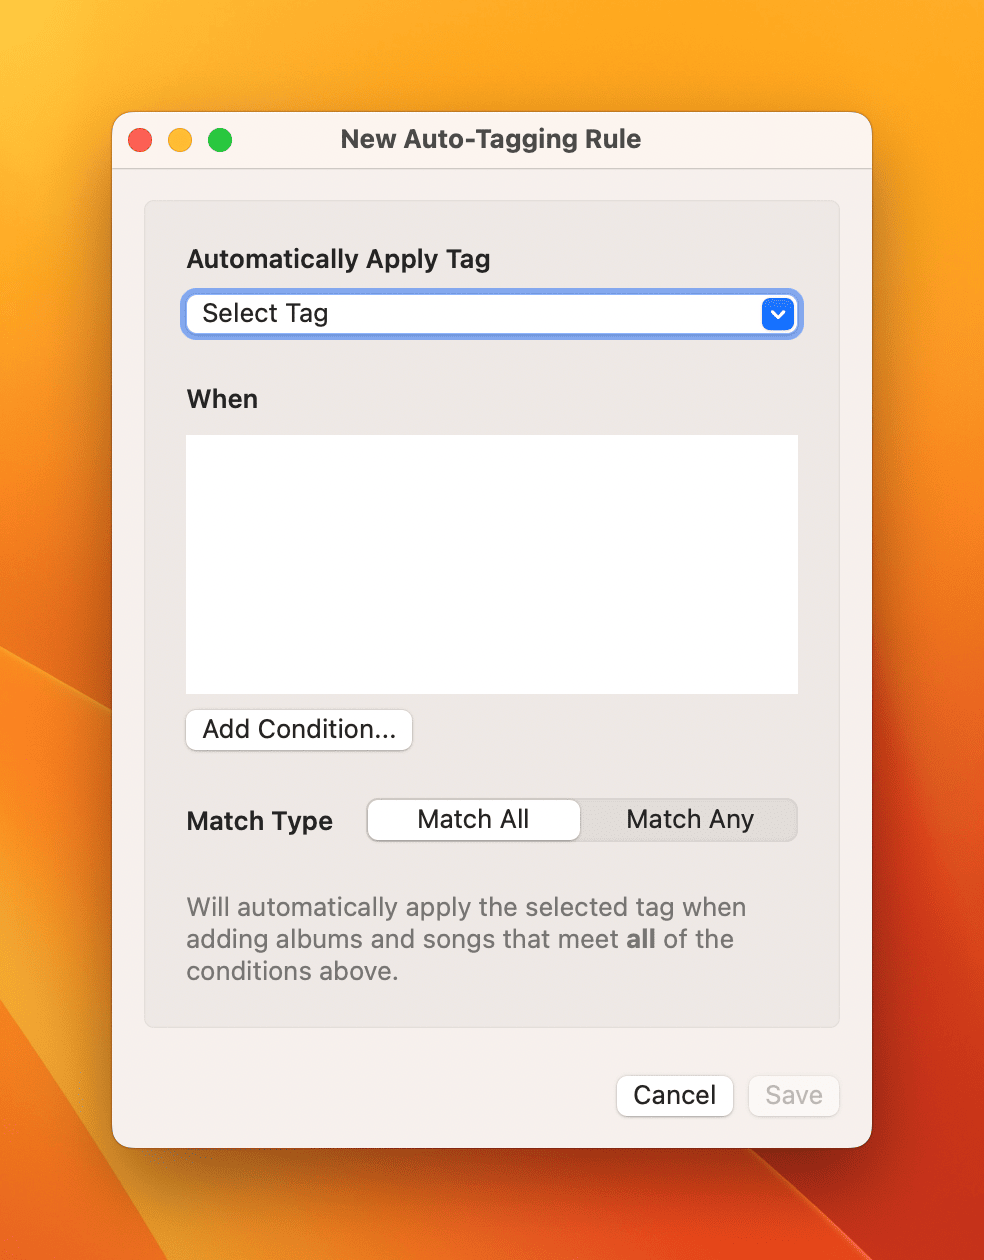 New Auto-Tagging Rule
Automatically Apply Tag
Select Tag
When
Add Condition...
Match Type
Match All
Match Any
Will automatically apply the selected tag when
adding albums and songs that meet all of the
conditions above.
Cancel
Save